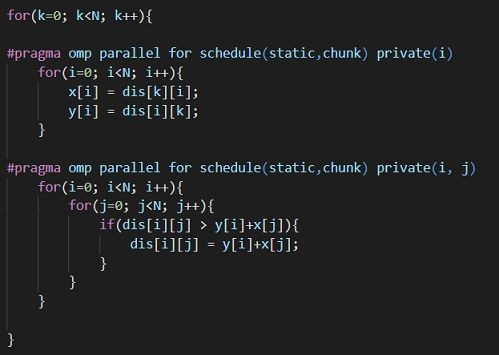 for(k=0; k<N; k++){
#pragma omp parallel for schedule(static,chunk) private(i)
for(i=0; i<N; i++){
x[i] = dis[k][i];
y[i] = dis[i][k];
}
#pragma omp parallel for schedule(static,chunk) private(i, j)
for(i=0; i<N; i++){
for(j=0; j<N; j++){
if(dis[i][j] > y[i]+x[j]){
dis[i][j] = y[i]+x[j];
}
}
}
}